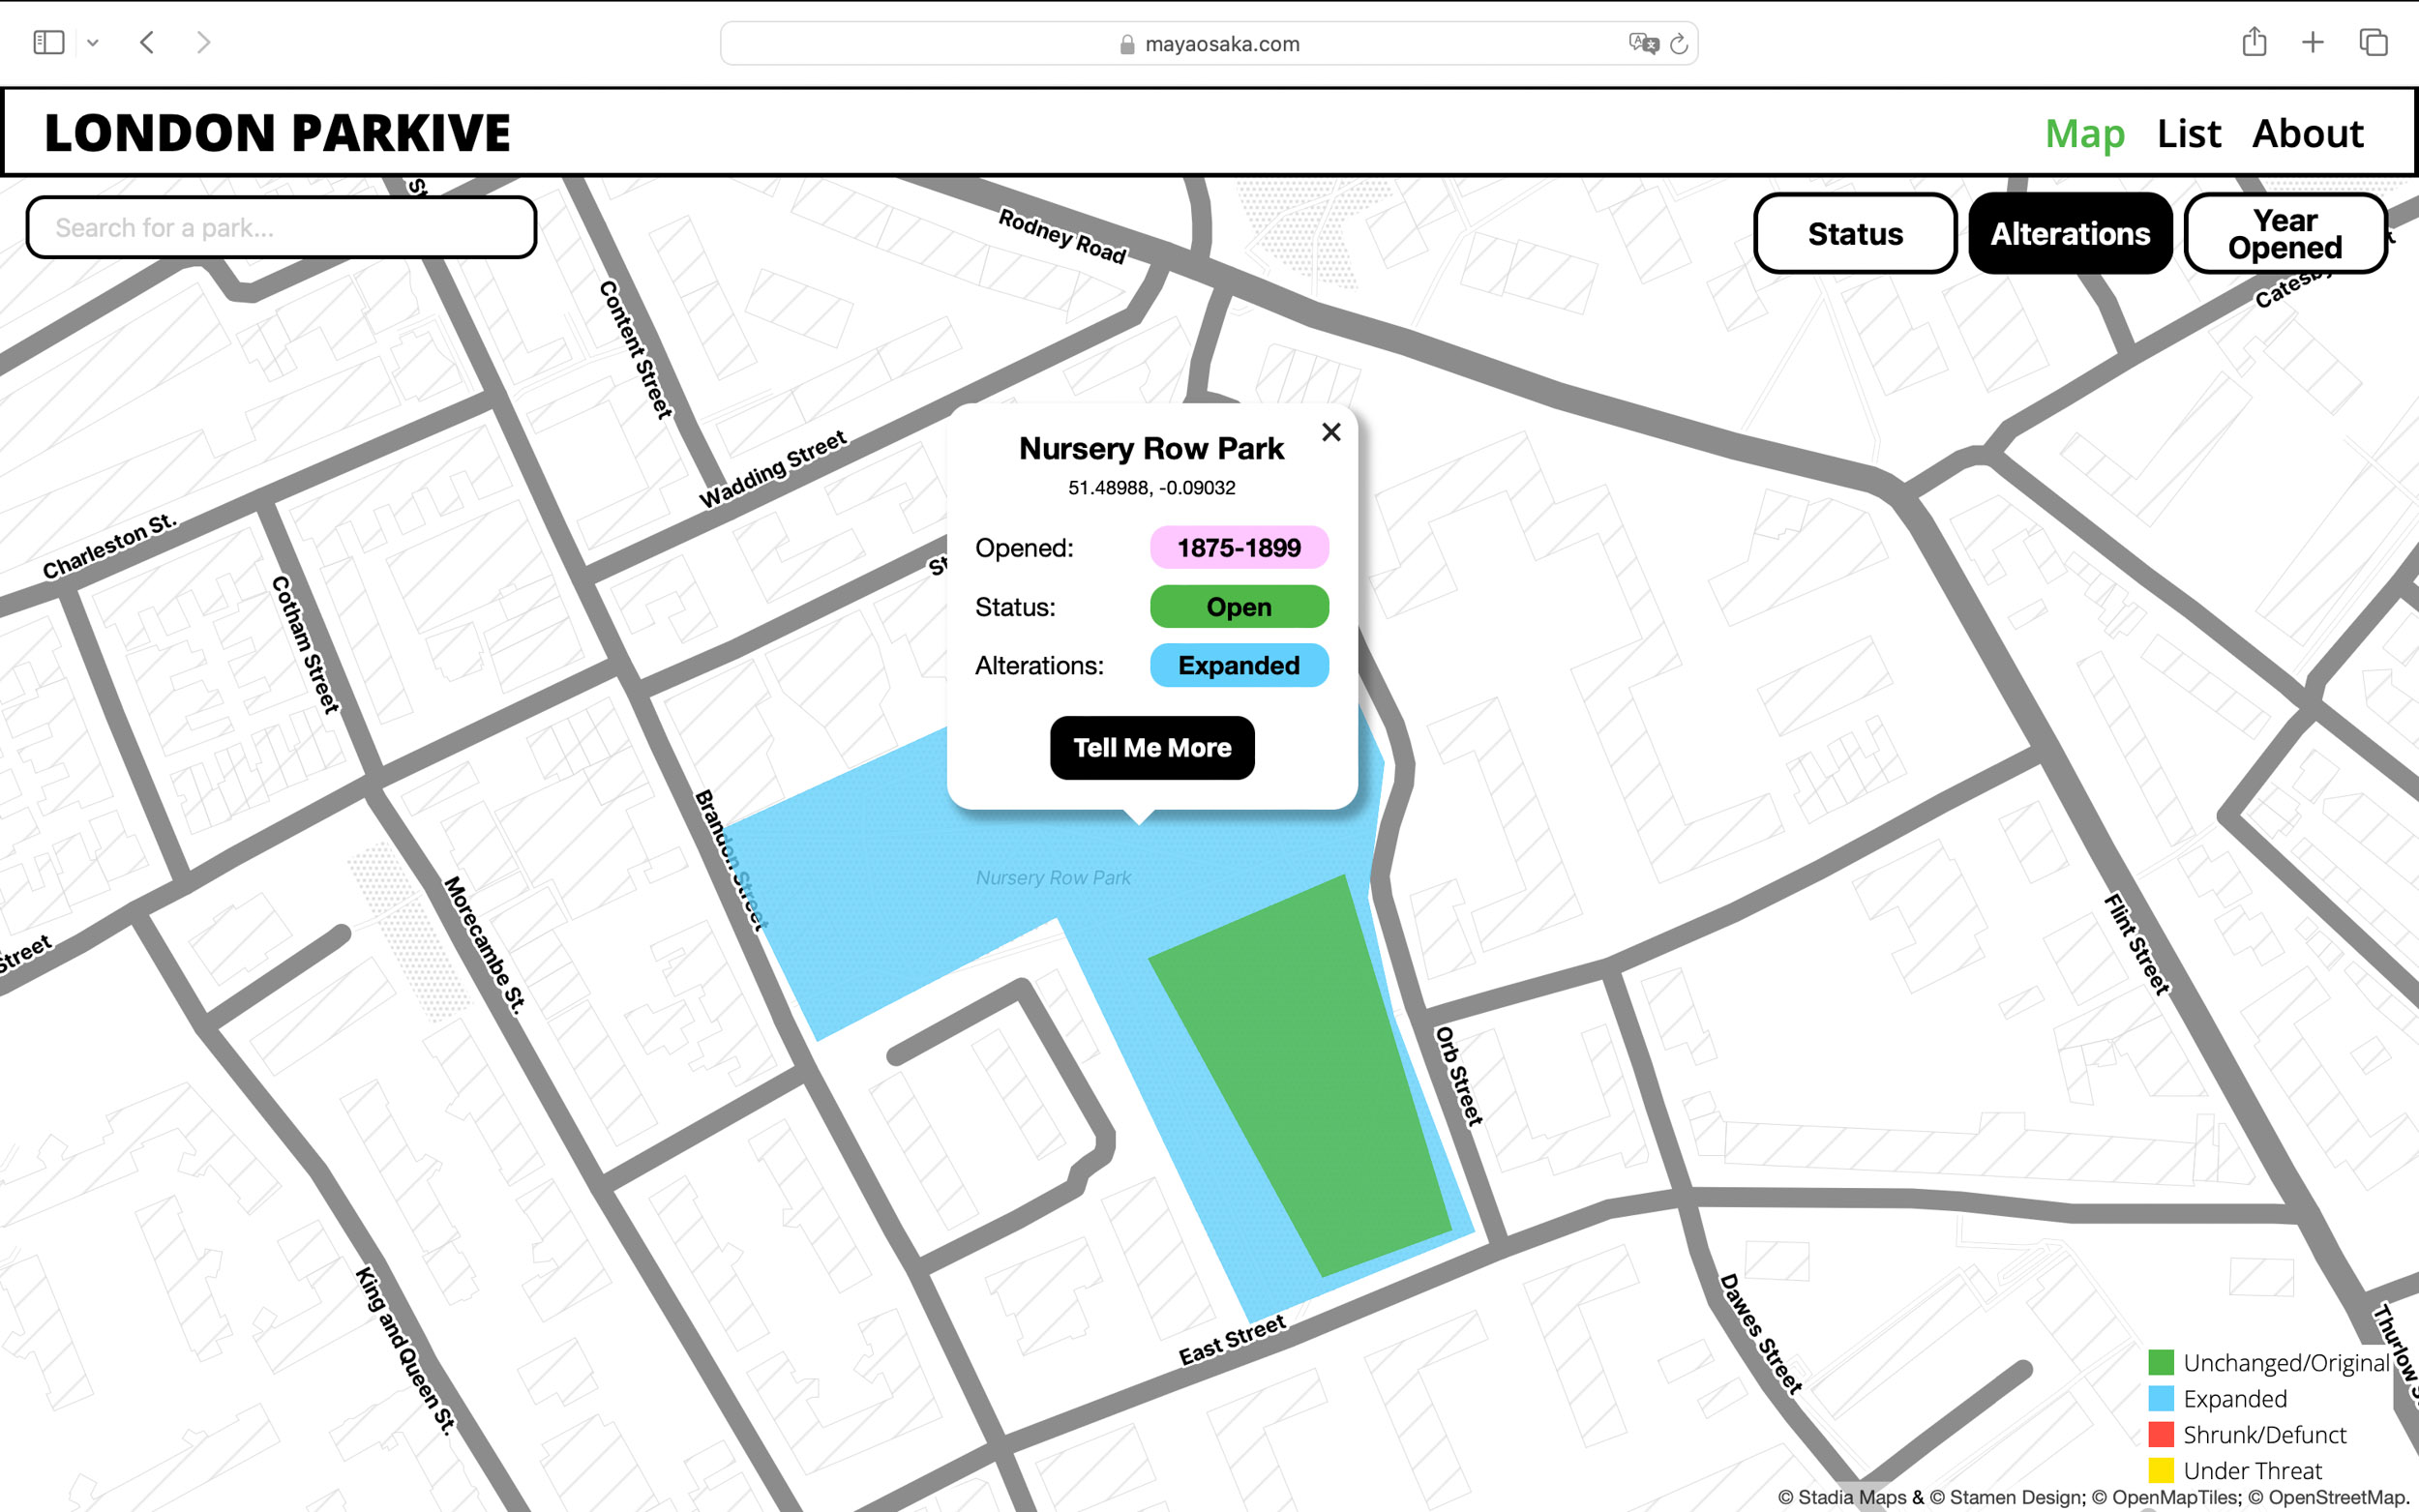 mayaosaka.com
LONDON PARKIVE
Map
List
About
Search for a park...
Status
Alterations
Year
Opened
St.
Rodney Road
Content Street
Wadding Street
Charleston St.
Cotham Street
Nursery Row Park
51.48988, -0.09032
Opened:
1875-1899
Status:
Open
Alterations:
Expanded
Tell Me More
Brandon Street
Nursery Row Park
Morecambe St.
Street
Flint Street
Orb Street
King and Queen St.
East Street
Dawes Street
Unchanged/Original
Expanded
Shrunk/Defunct
Under Threat
© Stadia Maps & © Stamen Design; © OpenMapTiles; © OpenStreetMap.